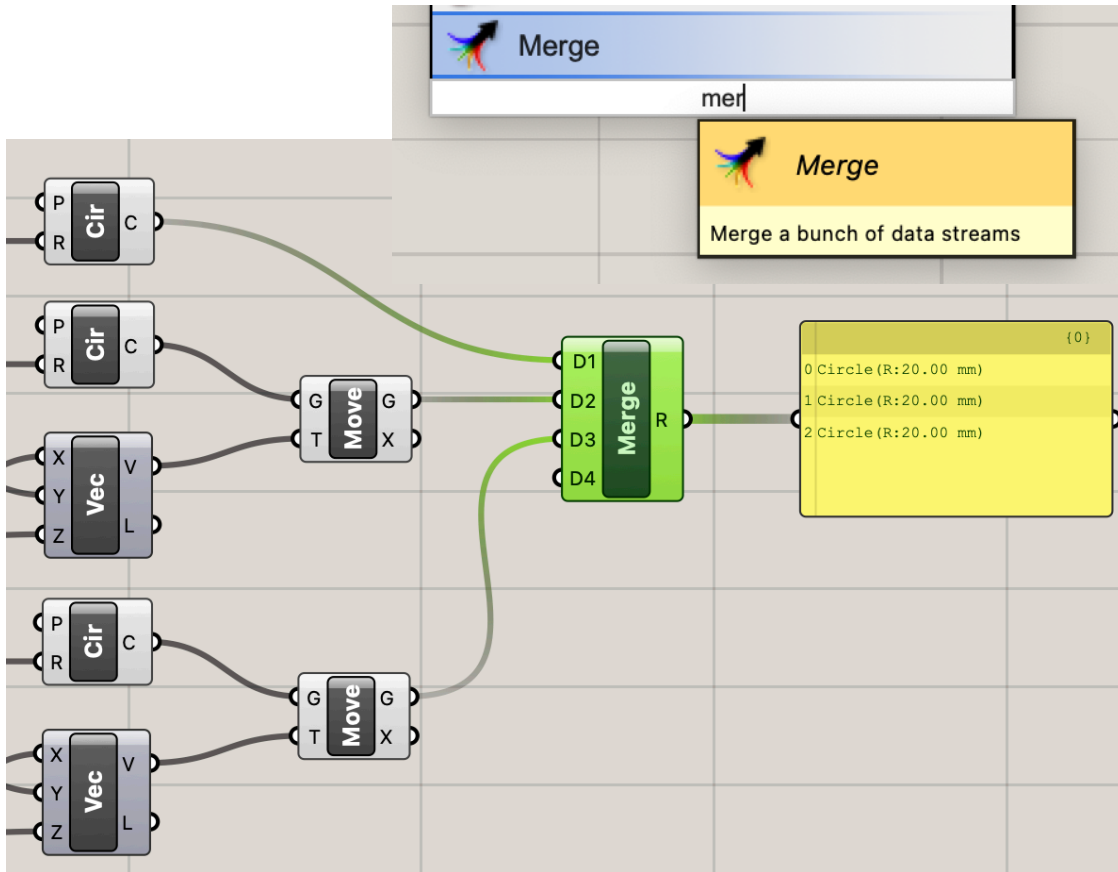 Merge
mer
Merge
Merge a bunch of data streams
P
R
Cir
C
P
R
Cir
C
X
Y
Z
Vec
V
L
G
T
Move
G
X
P
R
Cir
C
X
Y
Z
Vec
V
L
G
T
Move
G
X
D1
D2
D3
D4
Merge
R
{0}
0 Circle(R:20.00 mm)
1 Circle(R:20.00 mm)
2 Circle(R:20.00 mm)